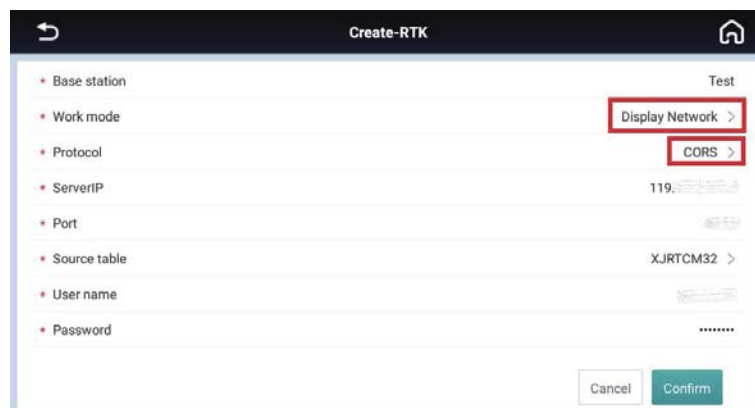 Create-RTK
* Base station Test
* Work mode Display Network >
* Protocol CORS >
* ServerIP 119.
* Port
* Source table XJRTCM32 >
* User name
* Password ••••••••
Cancel Confirm